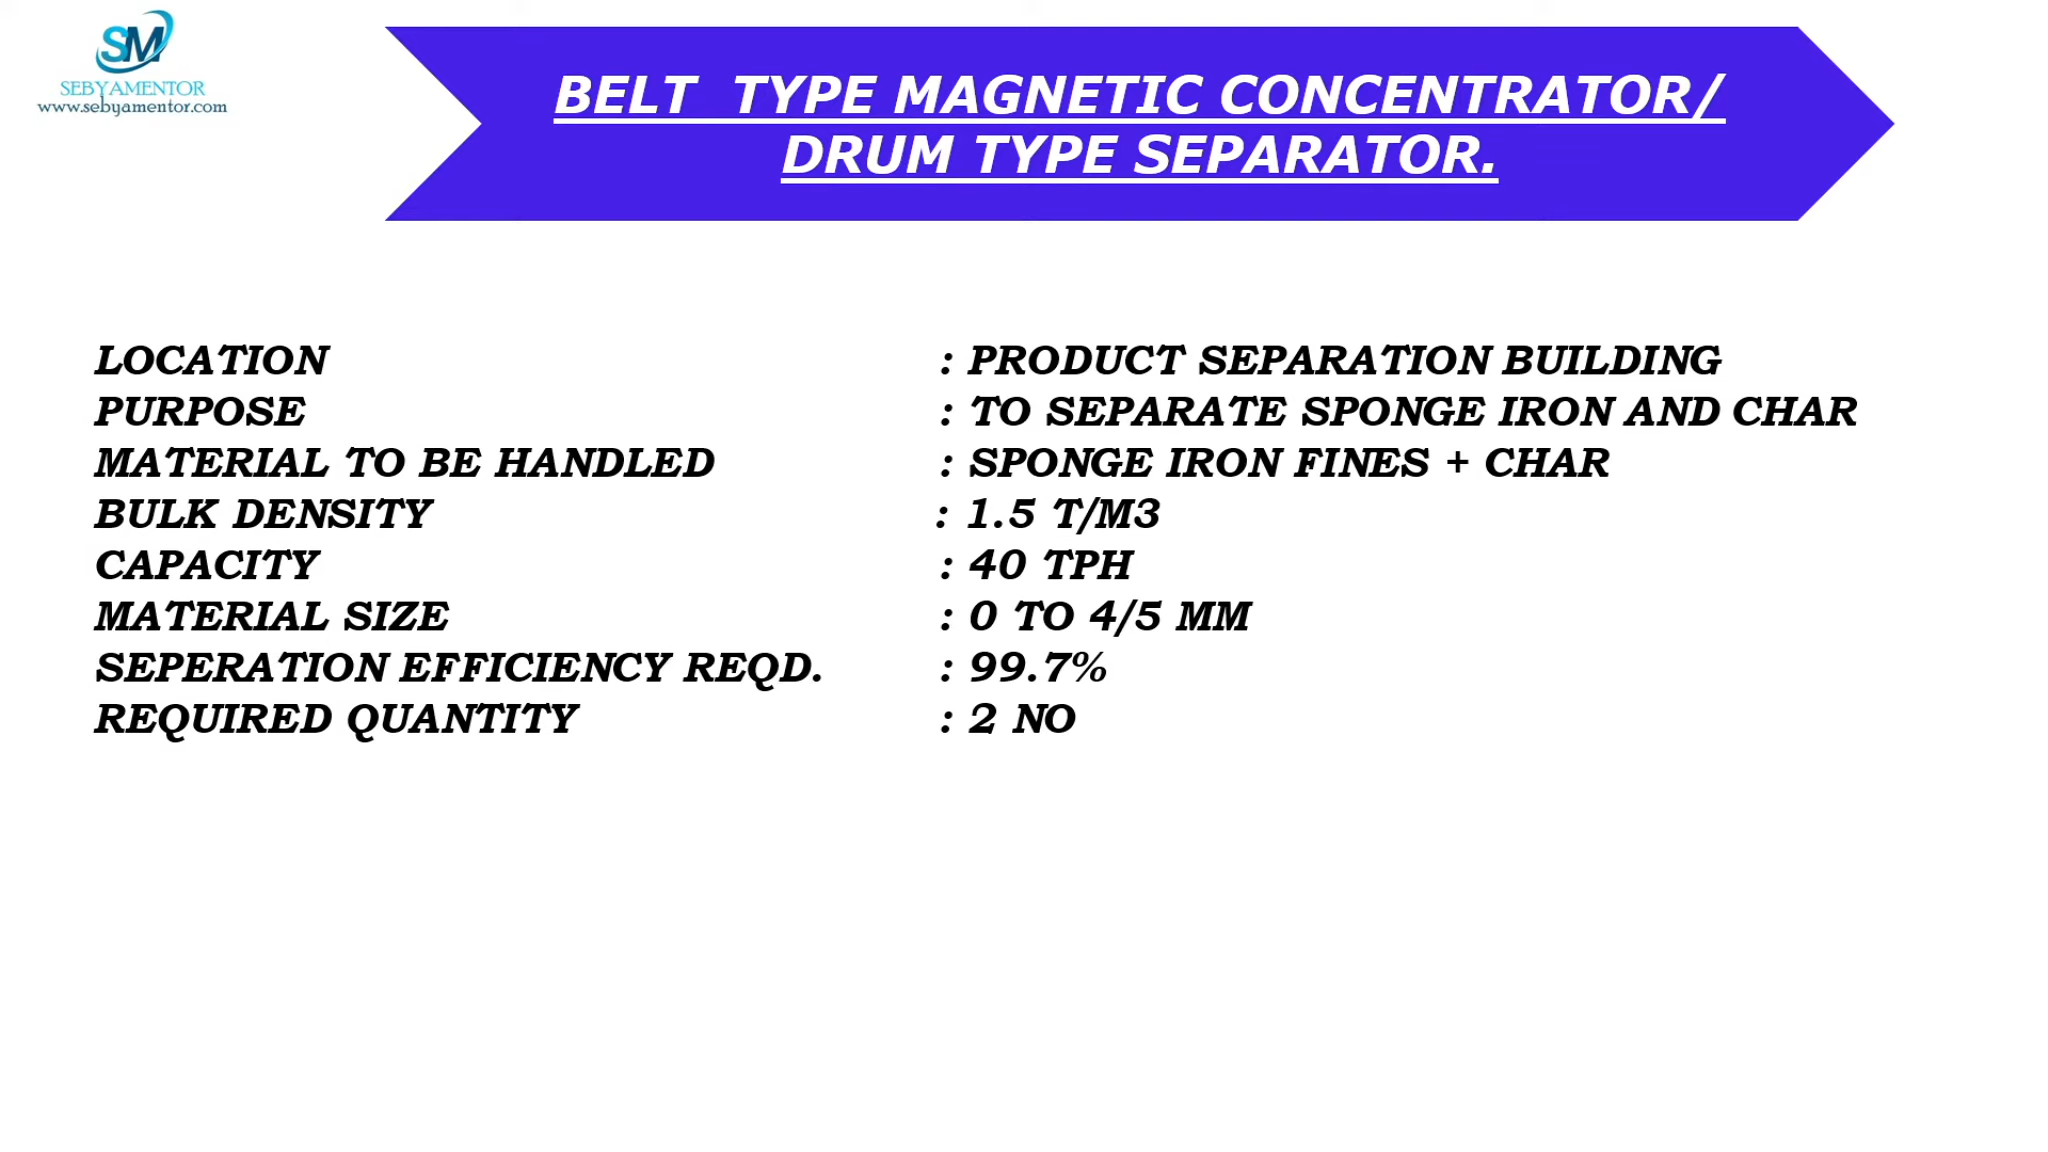 SM
SEBYAMENTOR
www.sebyamentor.com
BELT TYPE MAGNETIC CONCENTRATOR/
DRUM TYPE SEPARATOR.
LOCATION : PRODUCT SEPARATION BUILDING
PURPOSE : TO SEPARATE SPONGE IRON AND CHAR
MATERIAL TO BE HANDLED : SPONGE IRON FINES + CHAR
BULK DENSITY : 1.5 T/M3
CAPACITY : 40 TPH
MATERIAL SIZE : 0 TO 4/5 MM
SEPERATION EFFICIENCY REQD. : 99.7%
REQUIRED QUANTITY : 2 NO